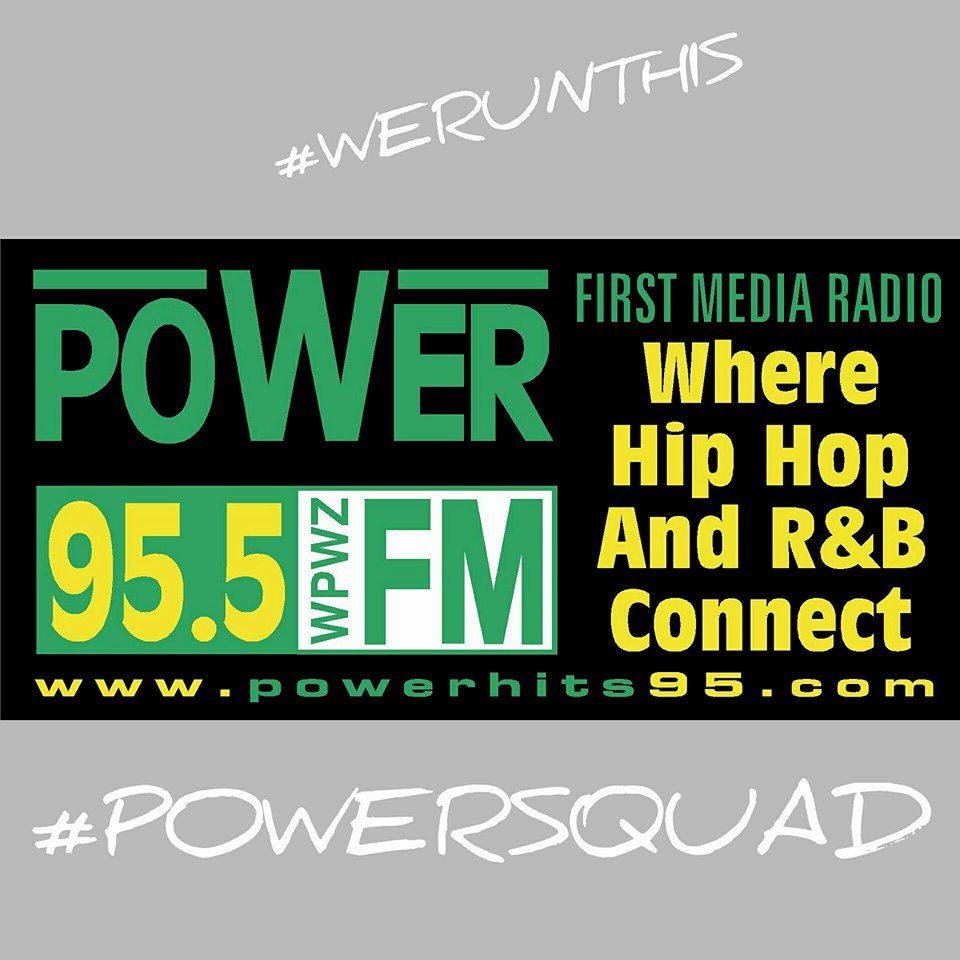 #WERUNTHIS
POWER
95.5 WPWZ FM
FIRST MEDIA RADIO
Where
Hip Hop
And R&B
Connect
www.powerhits95.com
#POWERSQUAD